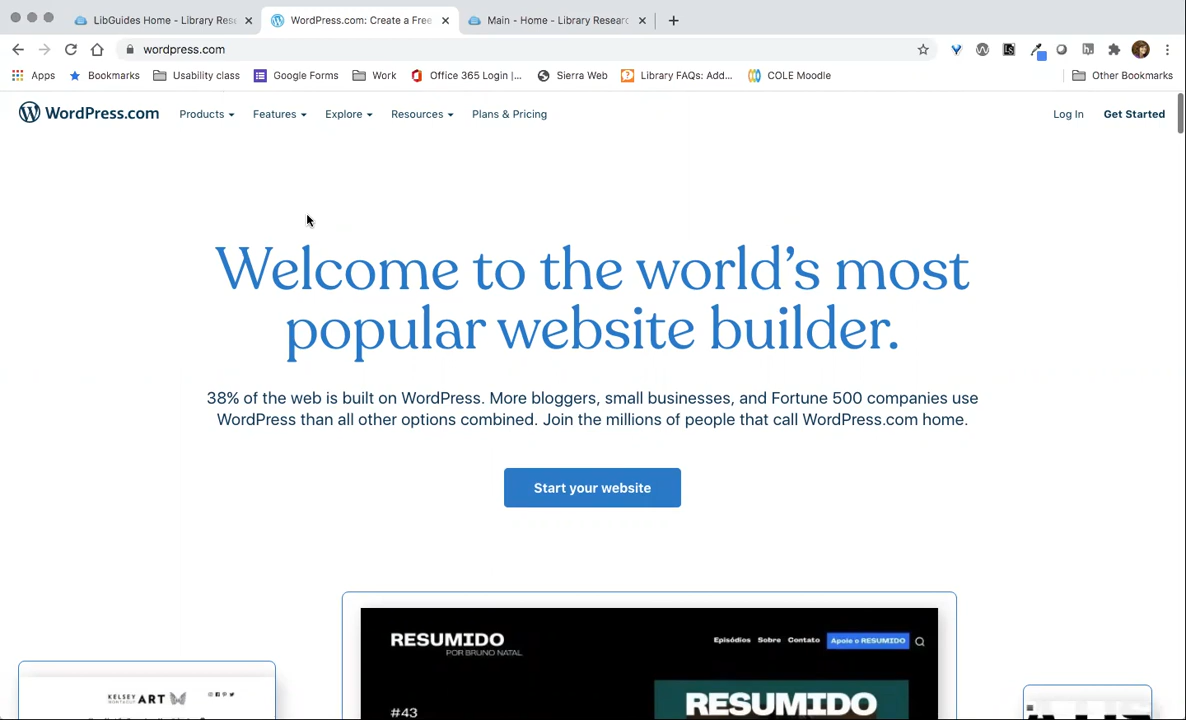 LibGuides Home - Library Resu
WordPress.com: Create a Free
Main - Home - Library Researc
wordpress.com
Apps
Bookmarks
Usability class
Google Forms
Work
Office 365 Login |...
Sierra Web
Library FAQs: Add...
COLE Moodle
Other Bookmarks
WordPress.com
Products
Features
Explore
Resources
Plans & Pricing
Log In
Get Started
Welcome to the world's most
popular website builder.
38% of the web is built on WordPress. More bloggers, small businesses, and Fortune 500 companies use
WordPress than all other options combined. Join the millions of people that call WordPress.com home.
Start your website
RESUMIDO
POR BRUNO NATAL
Episódios Sobre Contato Apoie o RESUMIDO
#43
RESUMIDO
KELSEY
ART